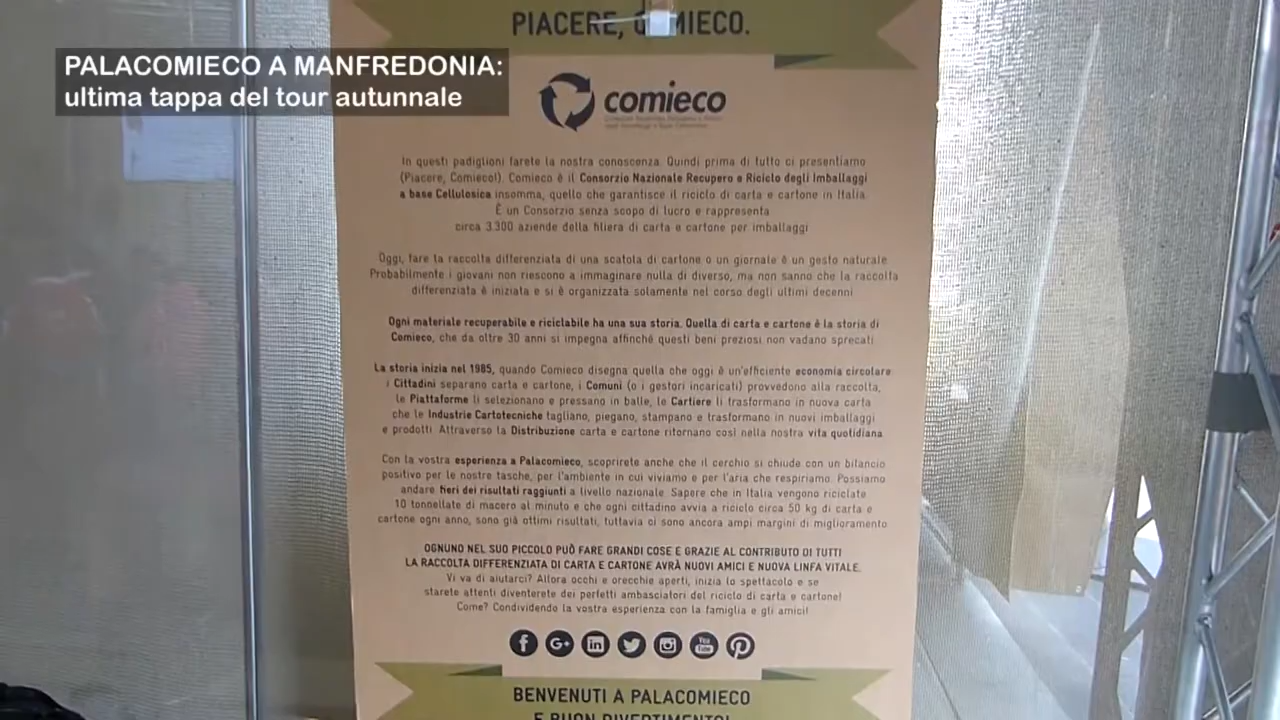 PIACERE, COMIECO.
PALACOMIECO A MANFREDONIA:
ultima tappa del tour autunnale
comieco
In questi padiglioni farete la nostra conoscenza. Quindi prima di tutto ci presentiamo
(Piacere, Comieco!). Comieco è il Consorzio Nazionale Recupero e Riciclo degli Imballaggi
a base Cellulosica insomma, quello che garantisce il riciclo di carta e cartone in Italia.
È un Consorzio senza scopo di lucro e rappresenta
circa 3.300 aziende della filiera di carta e cartone per imballaggi
Oggi, fare la raccolta differenziata di una scatola di cartone o un giornale è un gesto naturale.
Probabilmente i giovani non riescono a immaginare nulla di diverso, ma non sanno che la raccolta
differenziata è iniziata e si è organizzata solamente nel corso degli ultimi decenni
Ogni materiale recuperabile e riciclabile ha una sua storia. Quella di carta e cartone è la storia di
Comieco, che da oltre 30 anni si impegna affinché questi beni preziosi non vadano sprecati
La storia inizia nel 1985, quando Comieco disegna quella che oggi è un'efficiente economia circolare
i Cittadini separano carta e cartone, i Comuni (o i gestori incaricati) provvedono alla raccolta,
le Piattaforme li selezionano e pressano in balle, le Cartiere li trasformano in nuova carta
che le Industrie Cartotecniche tagliano, piegano, stampano e trasformano in nuovi imballaggi
e prodotti. Attraverso la Distribuzione carta e cartone ritornano così nella nostra vita quotidiana
Con la vostra esperienza a Palacomieco, scoprirete anche che il cerchio si chiude con un bilancio
positivo per le nostre tasche, per l'ambiente in cui viviamo e per l'aria che respiriamo. Possiamo
andare fieri dei risultati raggiunti a livello nazionale. Sapere che in Italia vengono riciclate
10 tonnellate di macero al minuto e che ogni cittadino avvia a riciclo circa 50 kg di carta e
cartone ogni anno, sono già ottimi risultati, tuttavia ci sono ancora ampi margini di miglioramento
OGNUNO NEL SUO PICCOLO PUÒ FARE GRANDI COSE E GRAZIE AL CONTRIBUTO DI TUTTI
LA RACCOLTA DIFFERENZIATA DI CARTA E CARTONE AVRÀ NUOVI AMICI E NUOVA LINFA VITALE.
Vi va di aiutarci? Allora occhi e orecchie aperti, inizia lo spettacolo e se
starete attenti diventerete dei perfetti ambasciatori del riciclo di carta e cartone!
Come? Condividendo la vostra esperienza con la famiglia e gli amici!
f G+ in You Tube
BENVENUTI A PALACOMIECO
E BUON DIVERTIMENTO!